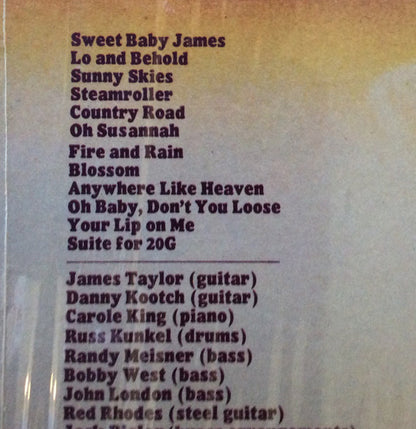 Sweet Baby James
Lo and Behold
Sunny Skies
Steamroller
Country Road
Oh Susannah
Fire and Rain
Blossom
Anywhere Like Heaven
Oh Baby, Don't You Loose
Your Lip on Me
Suite for 20G
James Taylor (guitar)
Danny Kootch (guitar)
Carole King (piano)
Russ Kunkel (drums)
Randy Meisner (bass)
Bobby West (bass)
John London (bass)
Red Rhodes (steel guitar)